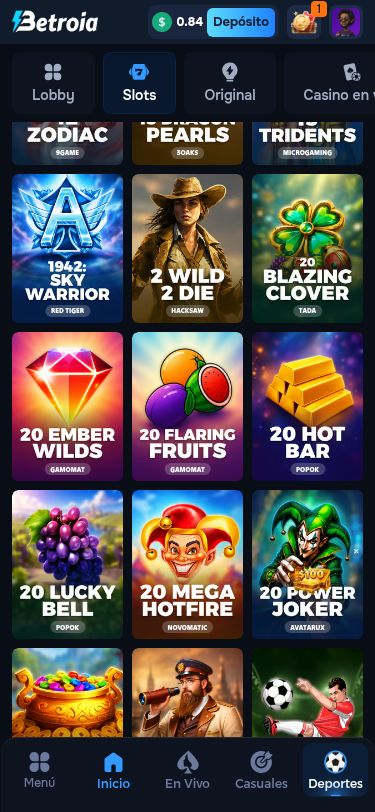 Betroia
$ 0.84 Depósito
1
Lobby
Slots
Original
Casino en v
ZODIAC
9GAME
PEARLS
3OAKS
TRIDENTS
MICROGAMING
1942:
SKY
WARRIOR
RED TIGER
2 WILD
2 DIE
HACKSAW
20
BLAZING
CLOVER
TADA
20 EMBER
WILDS
GAMOMAT
20 FLARING
FRUITS
GAMOMAT
20 HOT
BAR
POPOK
20 LUCKY
BELL
POPOK
20 MEGA
HOTFIRE
NOVOMATIC
$100
20 POWER
JOKER
AVATARUX
Menú
Inicio
En Vivo
Casuales
Deportes